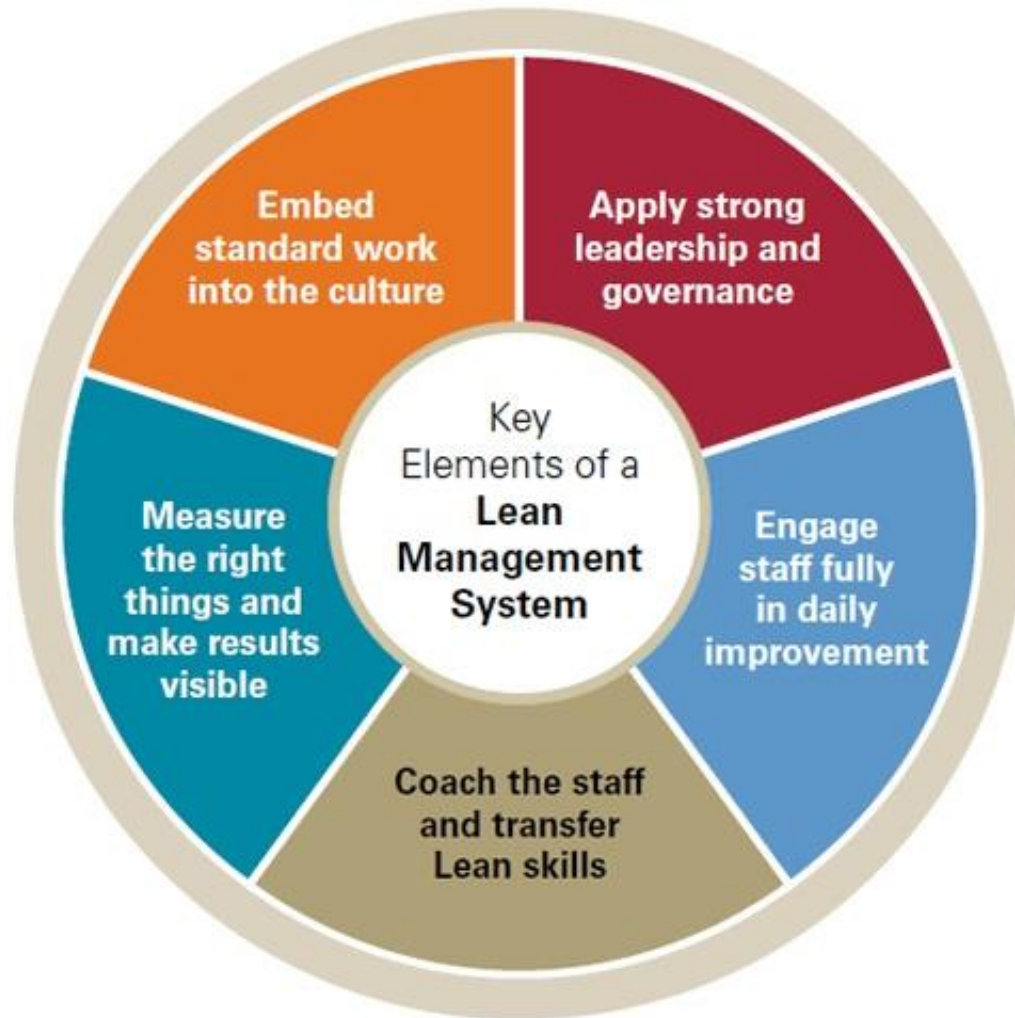 Key
Elements of a
Lean
Management
System
Apply strong
leadership and
governance
Engage
staff fully
in daily
improvement
Coach the staff
and transfer
Lean skills
Measure
the right
things and
make results
visible
Embed
standard work
into the culture